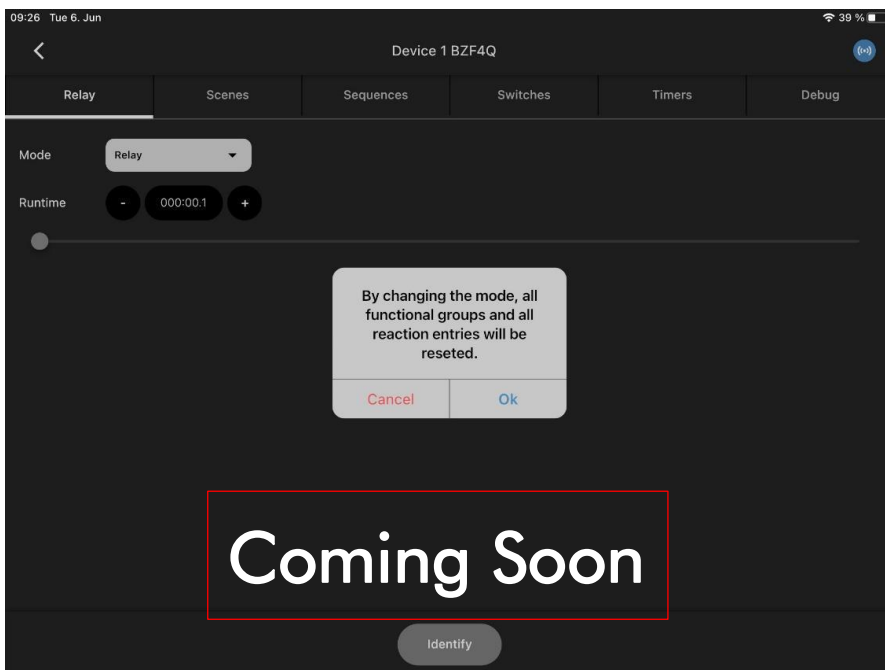 09:26 Tue 6. Jun
39 %
Device 1 BZF4Q
Relay Scenes Sequences Switches Timers Debug
Mode Relay
Runtime - 000:00.1 +
By changing the mode, all
functional groups and all
reaction entries will be
reseted.
Cancel Ok
Coming Soon
Identify